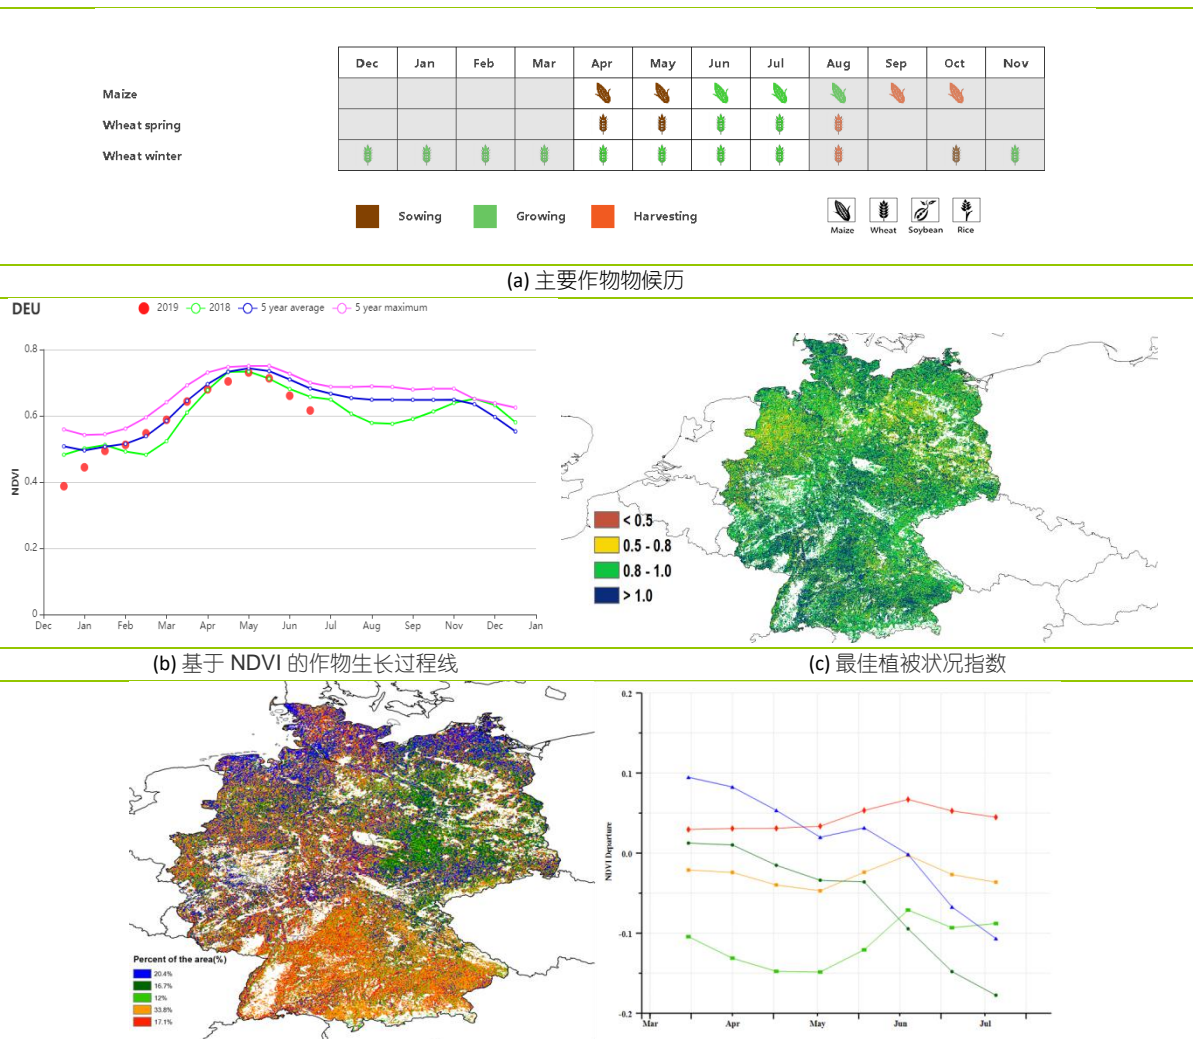 Dec Jan Feb Mar Apr May Jun Jul Aug Sep Oct Nov
Maize
Wheat spring
Wheat winter
Sowing Growing Harvesting
Maize Wheat Soybean Rice
(a) 主要作物物候历
DEU
2019 2018 5 year average 5 year maximum
0.8
0.6
0.4
0.2
0
NDVI
Dec Jan Feb Mar Apr May Jun Jul Aug Sep Oct Nov Dec Jan
< 0.5
0.5 - 0.8
0.8 - 1.0
> 1.0
(b) 基于 NDVI 的作物生长过程线
(c) 最佳植被状况指数
Percent of the area(%)
20.4%
16.7%
12%
33.8%
17.1%
0.2
0.1
0.0
-0.1
-0.2
NDVI Departure
Mar Apr May Jun Jul